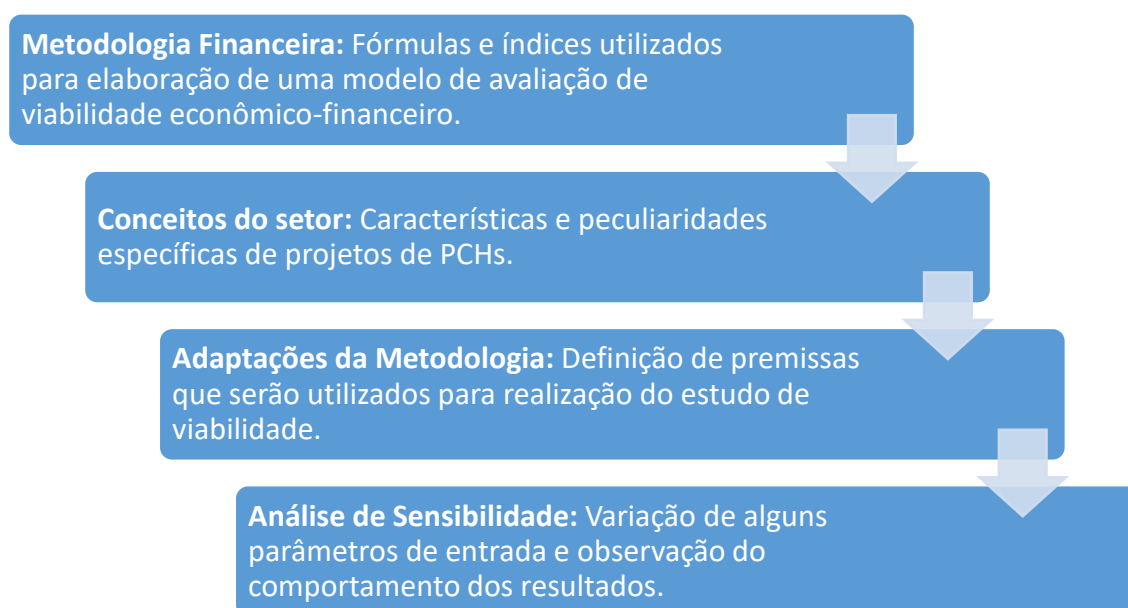 Metodologia Financeira: Fórmulas e índices utilizados
para elaboração de uma modelo de avaliação de
viabilidade econômico-financeiro.
Conceitos do setor: Características e peculiaridades
específicas de projetos de PCHs.
Adaptações da Metodologia: Definição de premissas
que serão utilizados para realização do estudo de
viabilidade.
Análise de Sensibilidade: Variação de alguns
parâmetros de entrada e observação do
comportamento dos resultados.